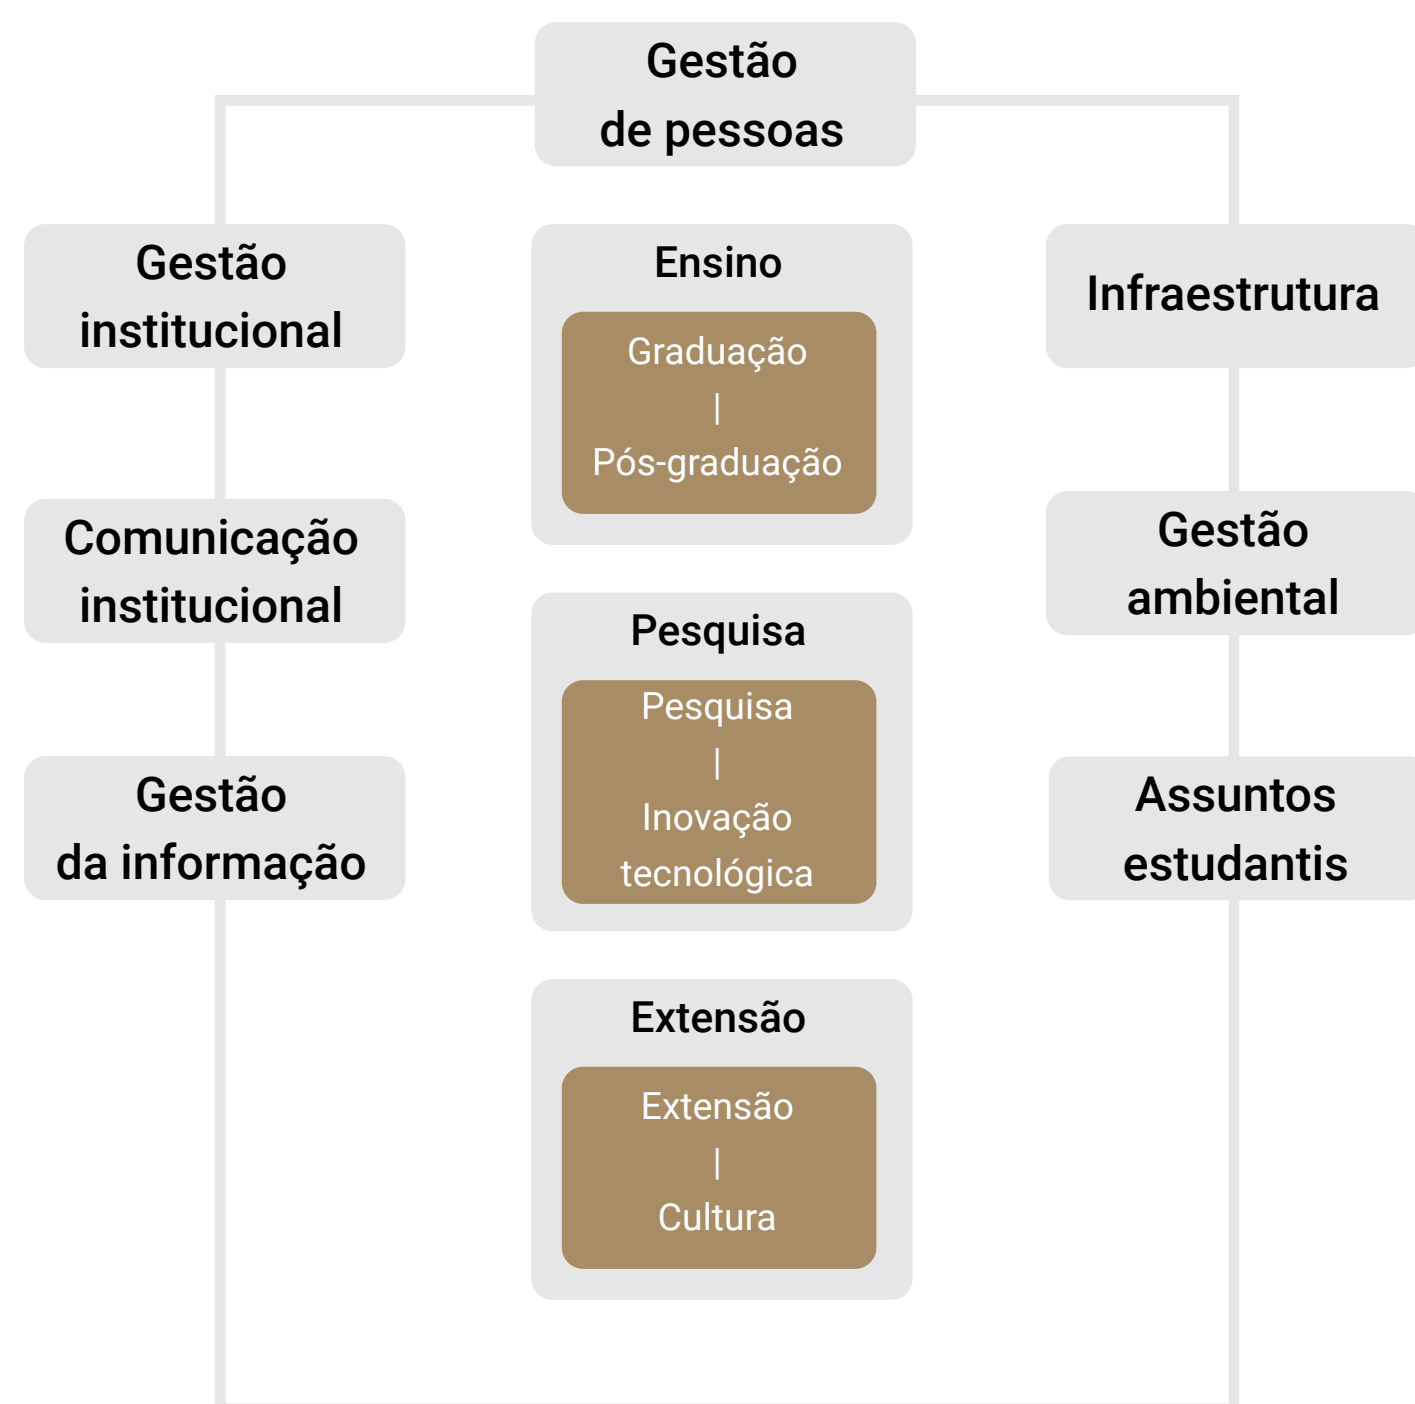 Gestão
de pessoas
Gestão
institucional
Comunicação
institucional
Gestão
da informação
Ensino
Graduação
|
Pós-graduação
Pesquisa
Pesquisa
|
Inovação
tecnológica
Extensão
Extensão
|
Cultura
Infraestrutura
Gestão
ambiental
Assuntos
estudantis